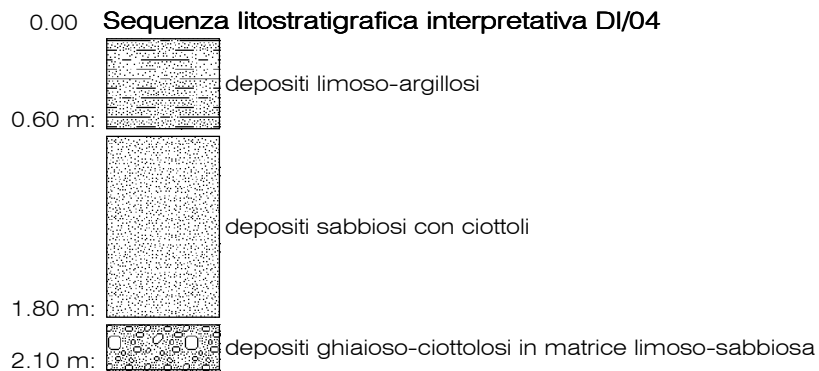 0.00 Sequenza litostratigrafica interpretativa DI/04
depositi limoso-argillosi
0.60 m:
depositi sabbiosi con ciottoli
1.80 m:
depositi ghiaioso-ciottolosi in matrice limoso-sabbiosa
2.10 m: